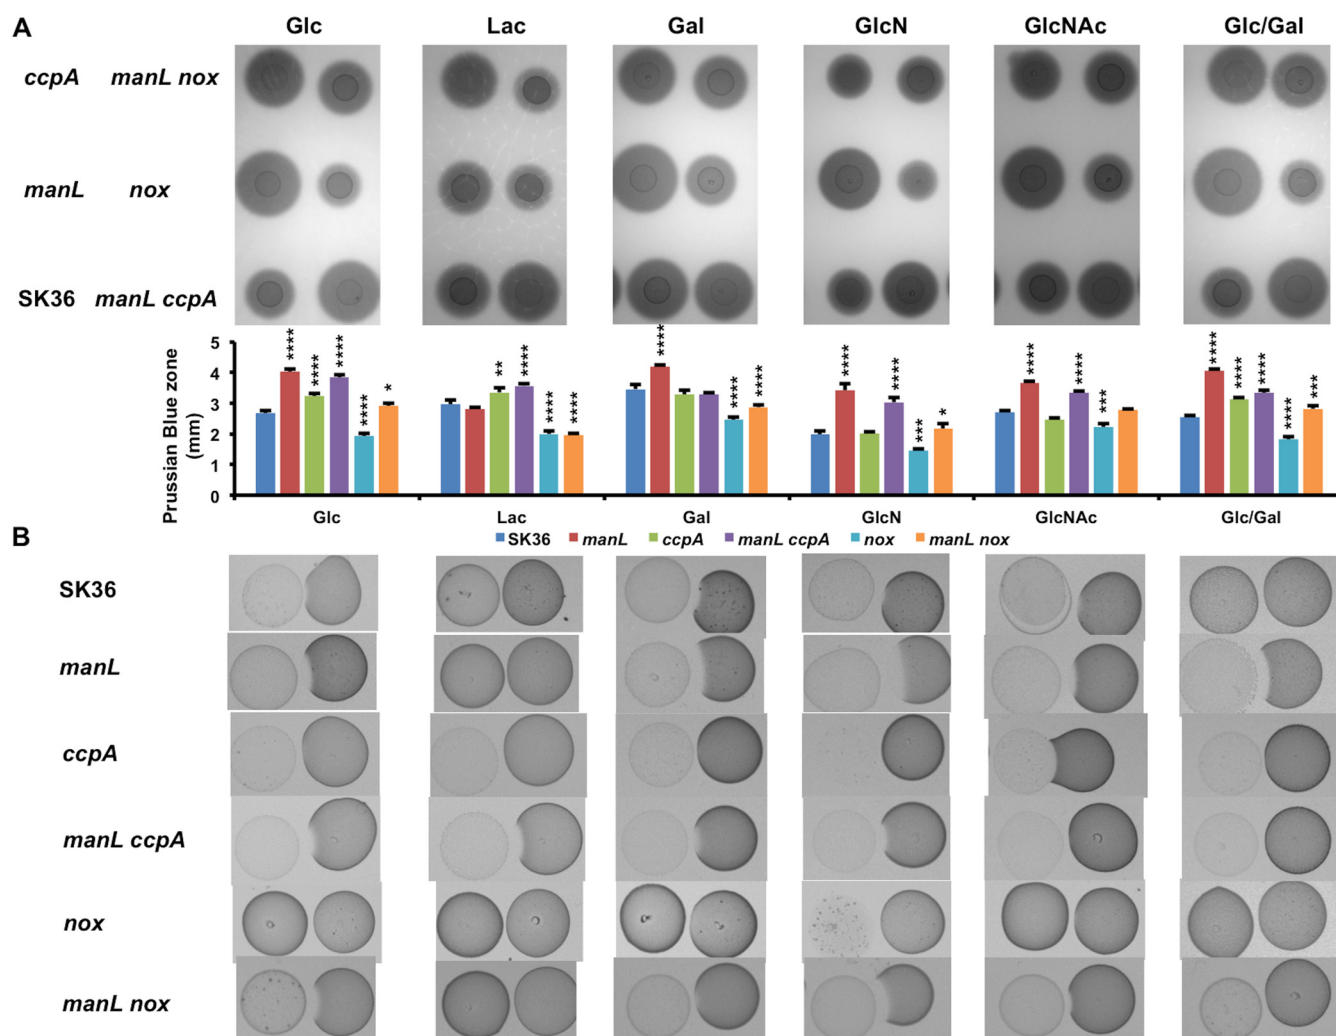 A
Glc Lac Gal GlcN GlcNAc Glc/Gal
ccpA manL nox
manL nox
SK36 manL ccpA
Prussian Blue zone
(mm)
5
4
3
2
1
0
**** **** **** **** *
** **** **** ****
**** **** ****
**** **** *** *
**** **** ***
**** **** **** **** ***
Glc Lac Gal GlcN GlcNAc Glc/Gal
SK36 manL ccpA manL ccpA nox manL nox
B
SK36
manL
ccpA
manL ccpA
nox
manL nox